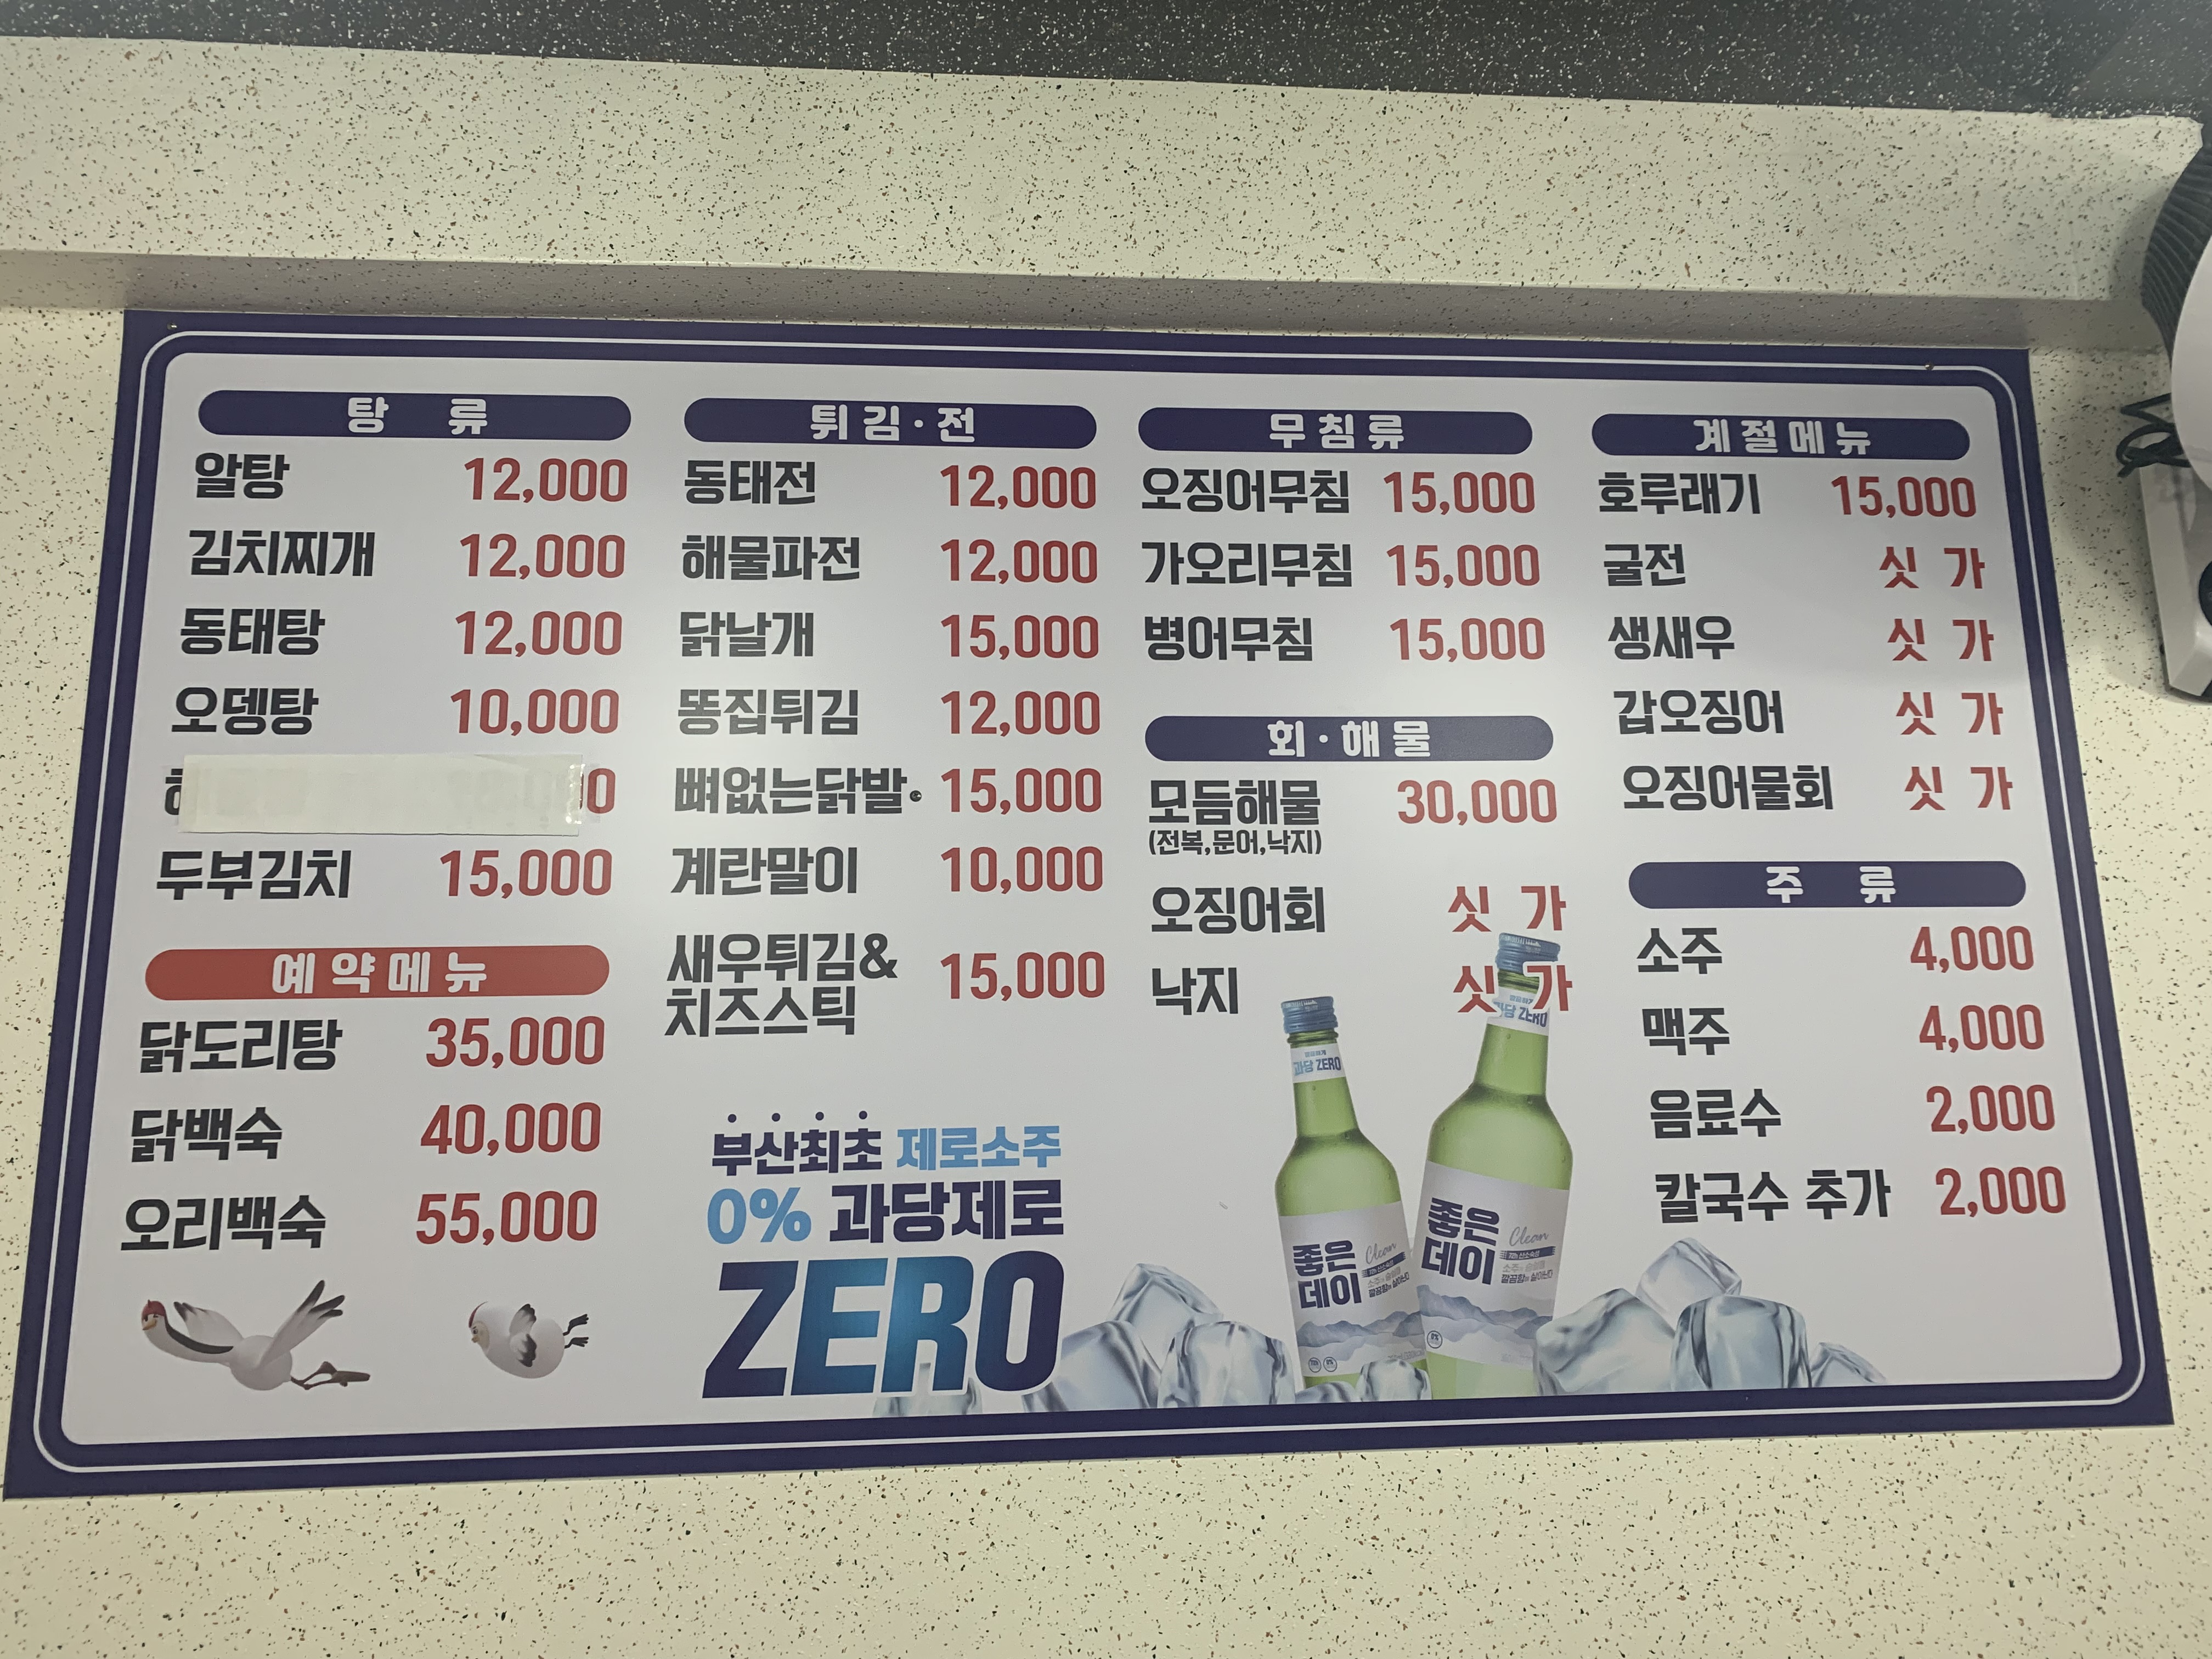 탕 류
알탕 12,000
김치찌개 12,000
동태탕 12,000
오뎅탕 10,000
두부김치 15,000
예약메뉴
닭도리탕 35,000
닭백숙 40,000
오리백숙 55,000
튀김·전
동태전 12,000
해물파전 12,000
닭날개 15,000
똥집튀김 12,000
뼈없는닭발 15,000
계란말이 10,000
새우튀김&
치즈스틱 15,000
부산최초 제로소주
0% 과당제로
ZERO
무침류
오징어무침 15,000
가오리무침 15,000
병어무침 15,000
회·해물
모듬해물 30,000
(전복,문어,낙지)
오징어회 싯 가
낙지 싯 가
과당 ZERO
좋은
데이
Clean
과당 ZERO
좋은
데이
Clean
계절메뉴
호루래기 15,000
굴전 싯 가
생새우 싯 가
갑오징어 싯 가
오징어물회 싯 가
주 류
소주 4,000
맥주 4,000
음료수 2,000
칼국수 추가 2,000